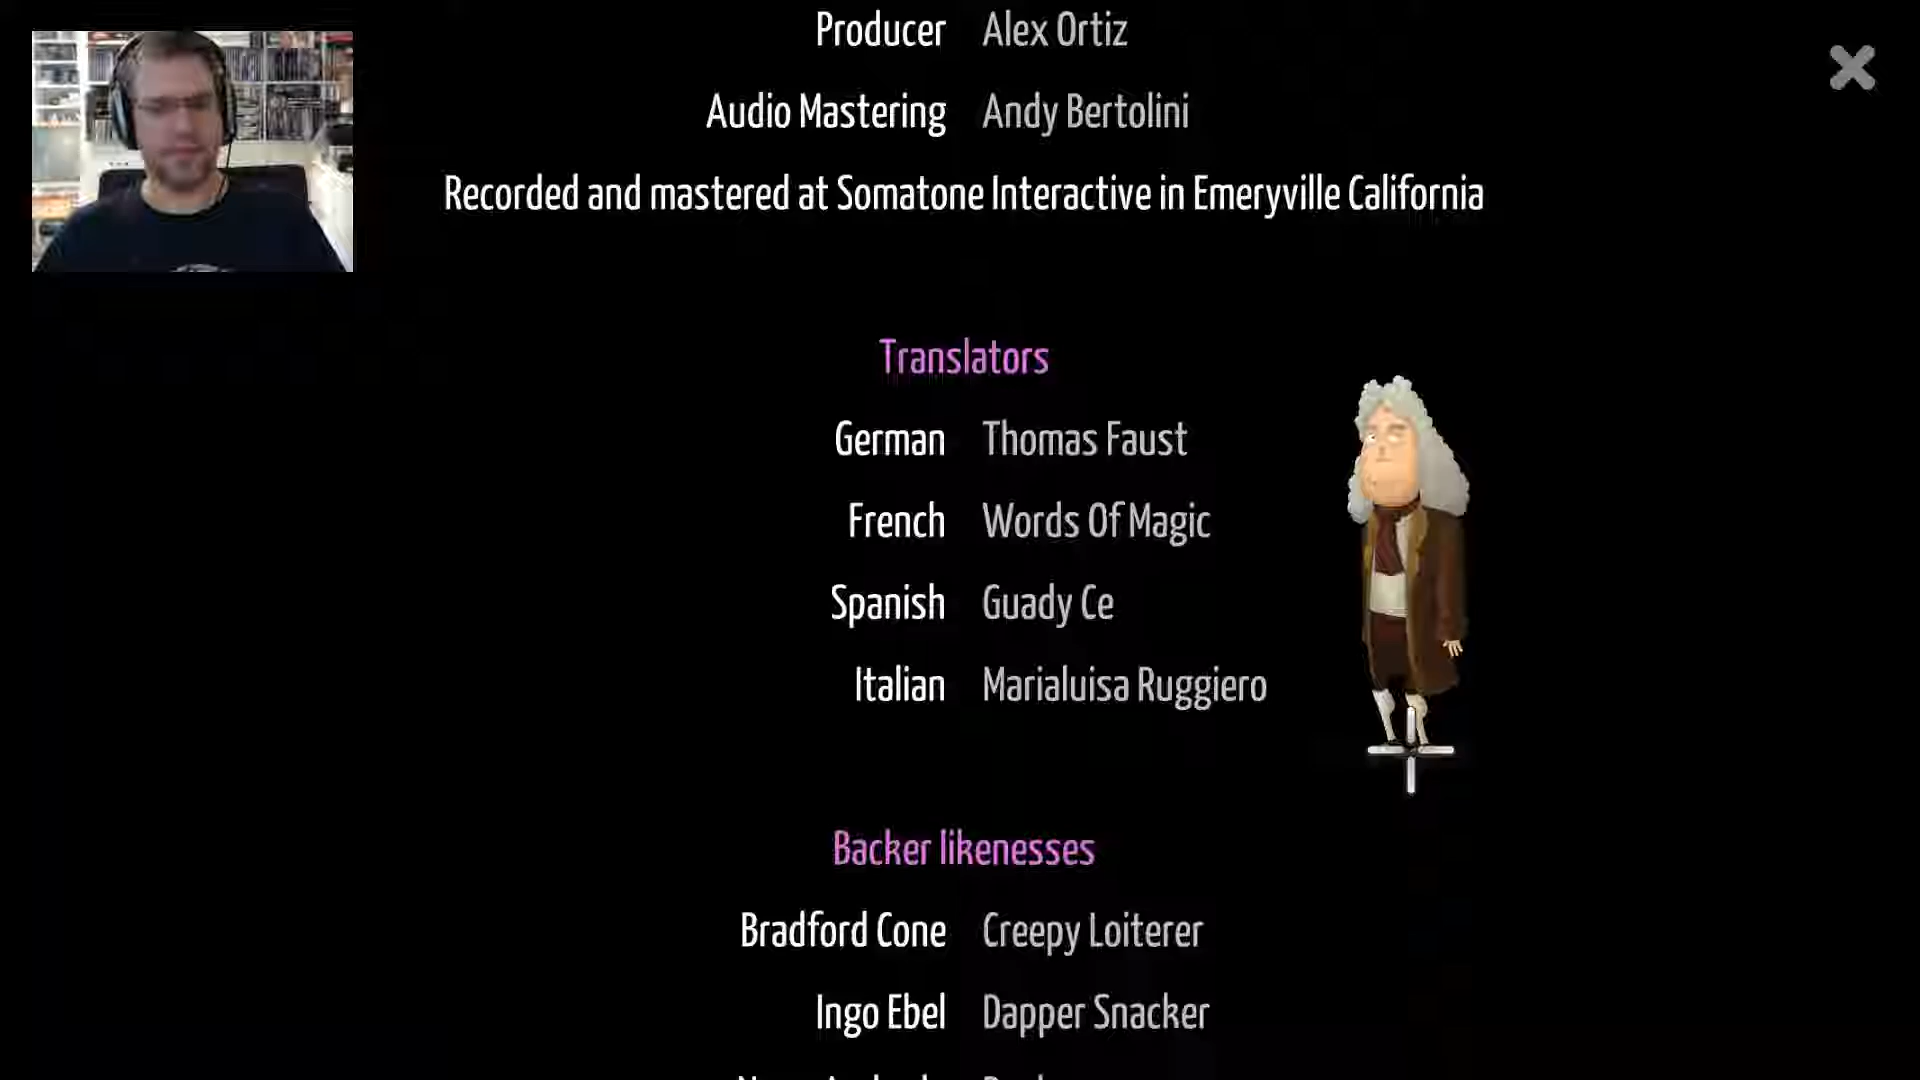 Producer Alex Ortiz
Audio Mastering Andy Bertolini
Recorded and mastered at Somatone Interactive in Emeryville California
Translators
German Thomas Faust
French Words Of Magic
Spanish Guady Ce
Italian Marialuisa Ruggiero
Backer likenesses
Bradford Cone Creepy Loiterer
Ingo Ebel Dapper Snacker